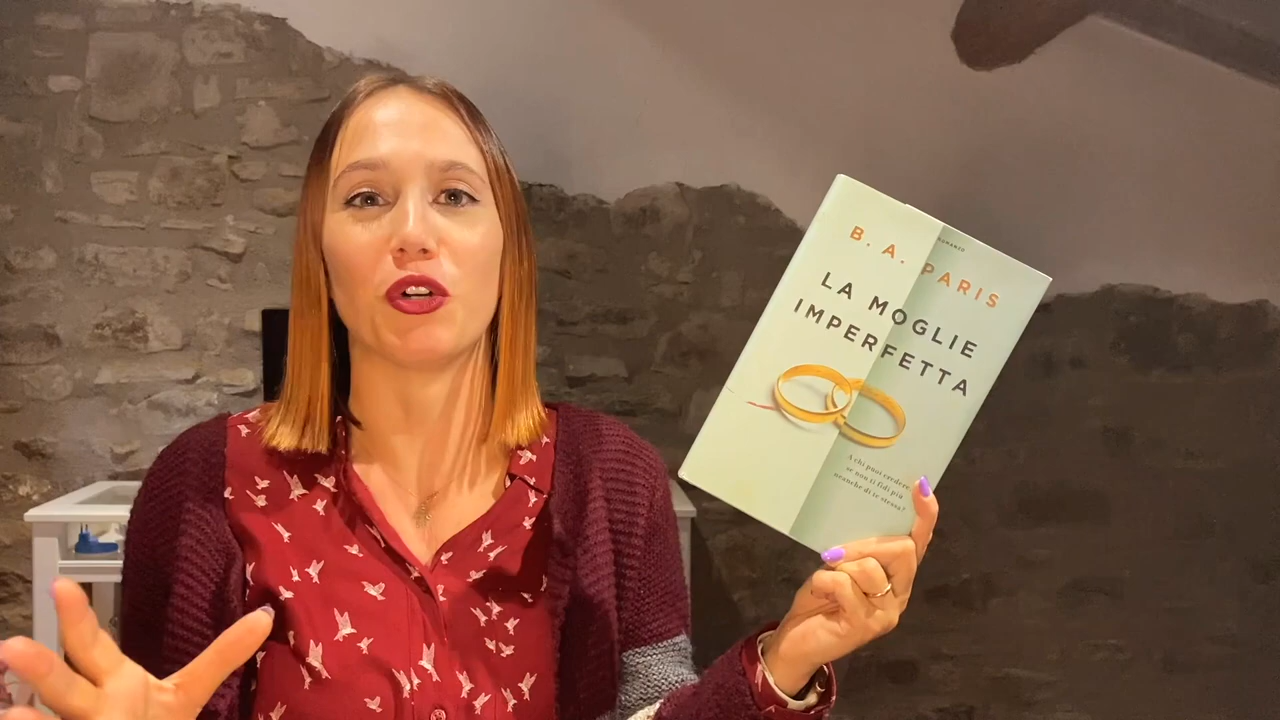 ROMANZO
B. A. PARIS
LA MOGLIE
IMPERFETTA
A chi puoi credere
se non ti fidi più
neanche di te stessa?